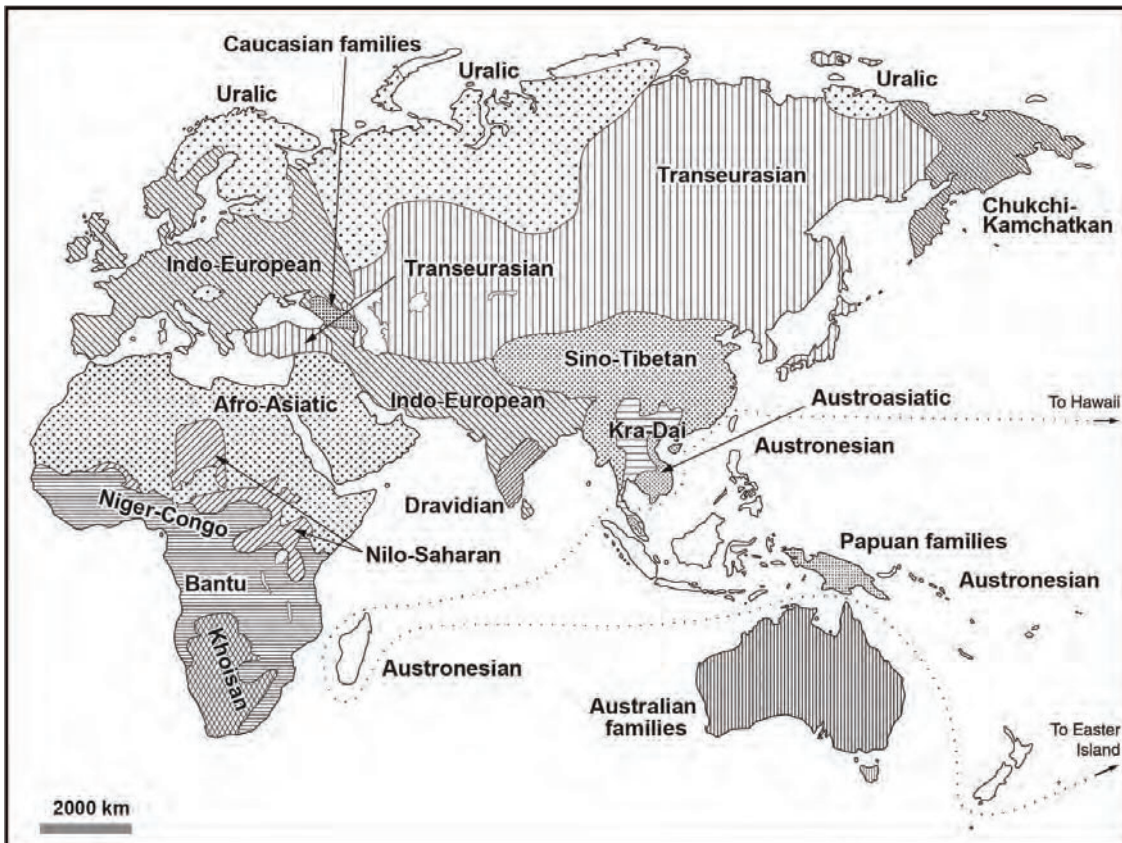 Caucasian families
Uralic
Uralic
Uralic
Transeurasian
Chukchi-
Kamchatkan
Indo-European
Transeurasian
Sino-Tibetan
Afro-Asiatic
Indo-European
Austroasiatic
To Hawaii
Kra-Dai
Austronesian
Dravidian
Niger-Congo
Nilo-Saharan
Papuan families
Austronesian
Bantu
Khoisan
Austronesian
Australian
families
To Easter
Island
2000 km